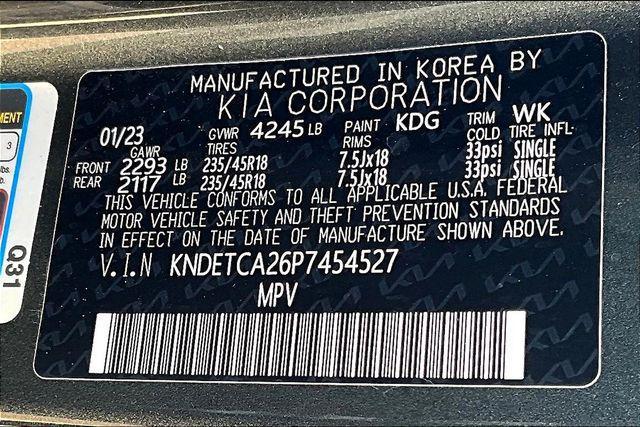 MANUFACTURED IN KOREA BY
KIA CORPORATION
01/23 GVWR 4245 LB PAINT KDG TRIM WK
GAWR TIRES RIMS COLD TIRE INFL
FRONT 2293 LB 235/45R18 7.5Jx18 33psi SINGLE
REAR 2117 LB 235/45R18 7.5Jx18 33psi SINGLE
THIS VEHICLE CONFORMS TO ALL APPLICABLE U.S.A. FEDERAL
MOTOR VEHICLE SAFETY AND THEFT PREVENTION STANDARDS
IN EFFECT ON THE DATE OF MANUFACTURE SHOWN ABOVE.
V.I.N KNDETCA26P7454527
MPV
MENT
3
lbs.
Q31